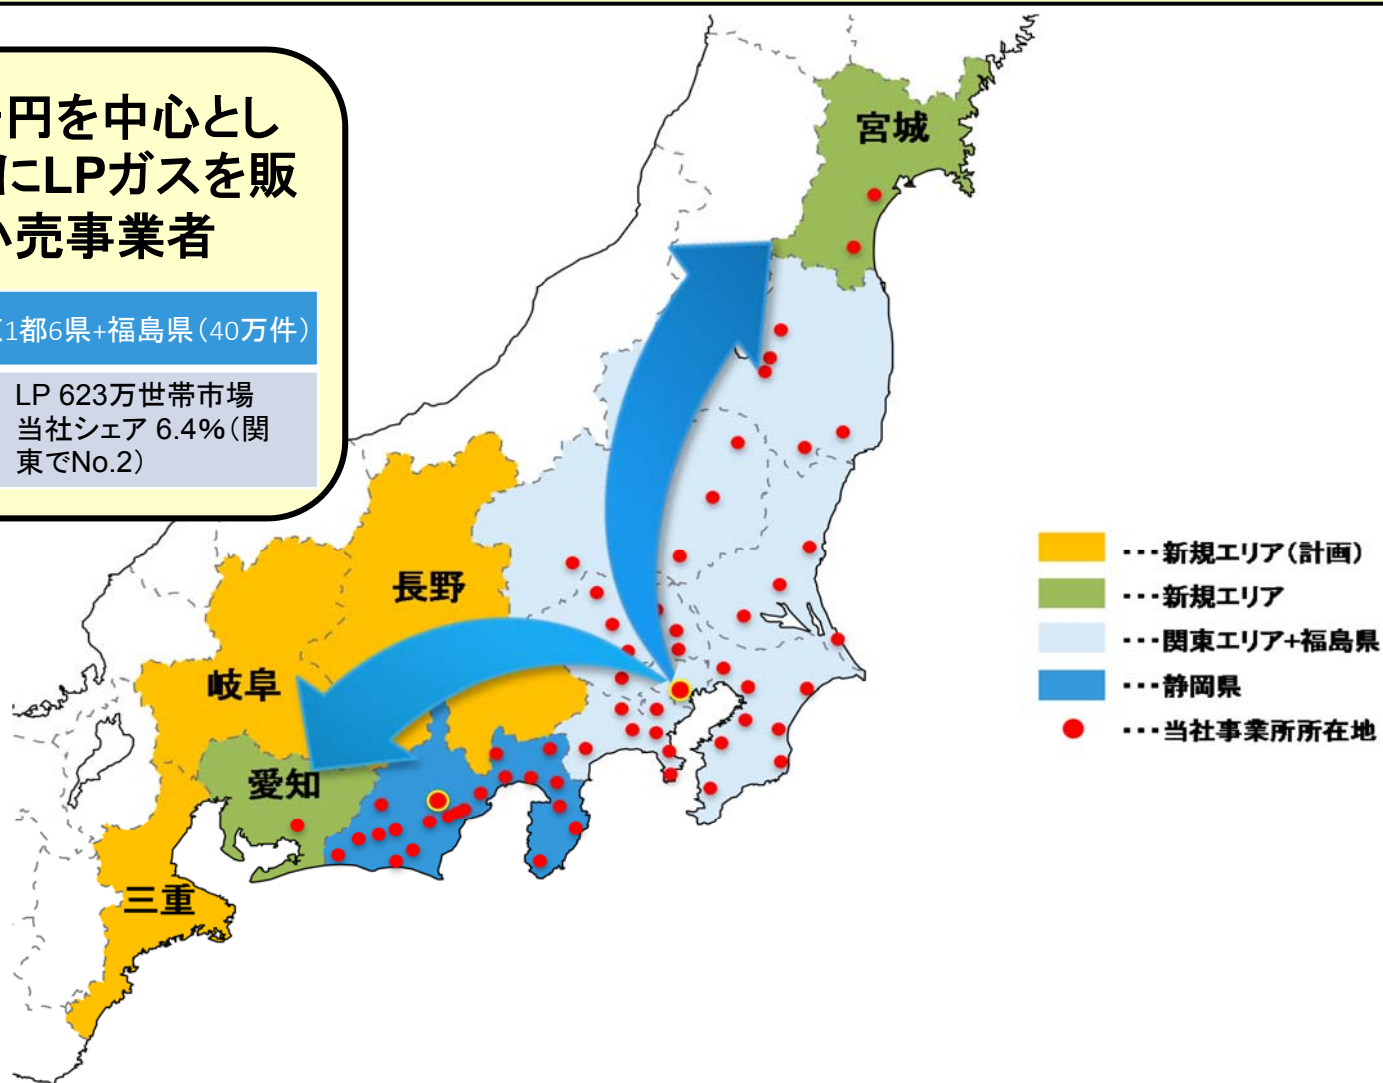 円を中心とし
にLPガスを販
売事業者
1都6県+福島県（40万件）
LP 623万世帯市場
当社シェア 6.4%（関
東でNo.2）
宮城
長野
岐阜
愛知
三重
･･･新規エリア（計画）
･･･新規エリア
･･･関東エリア+福島県
･･･静岡県
･･･当社事業所所在地